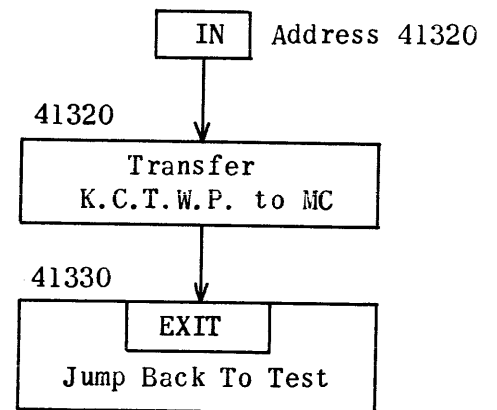 IN Address 41320
41320
Transfer
K.C.T.W.P. to MC
41330
EXIT
Jump Back To Test